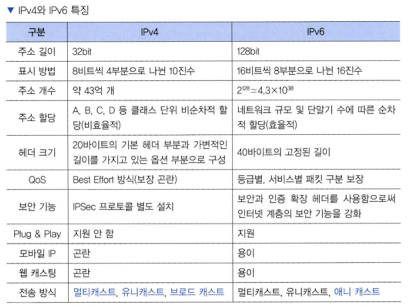 ▼ IPv4와 IPv6 특징
구분 IPv4 IPv6
주소 길이 32bit 128bit
표시 방법 8비트씩 4부분으로 나뉜 10진수 16비트씩 8부분으로 나뉜 16진수
주소 개수 약 43억 개 2¹²⁸=4.3×10³⁸
주소 할당 A, B, C, D 등 클래스 단위 비순차적 할당(비효율적) 네트워크 규모 및 단말기 수에 따른 순차적 할당(효율적)
헤더 크기 20바이트의 기본 헤더 부분과 가변적인 길이를 가지고 있는 옵션 부분으로 구성 40바이트의 고정된 길이
QoS Best Effort 방식(보장 곤란) 등급별, 서비스별 패킷 구분 보장
보안 기능 IPSec 프로토콜 별도 설치 보안과 인증 확장 헤더를 사용함으로써 인터넷 계층의 보안 기능을 강화
Plug & Play 지원 안 함 지원
모바일 IP 곤란 용이
웹 캐스팅 곤란 용이
전송 방식 멀티캐스트, 유니캐스트, 브로드 캐스트 멀티캐스트, 유니캐스트, 애니 캐스트